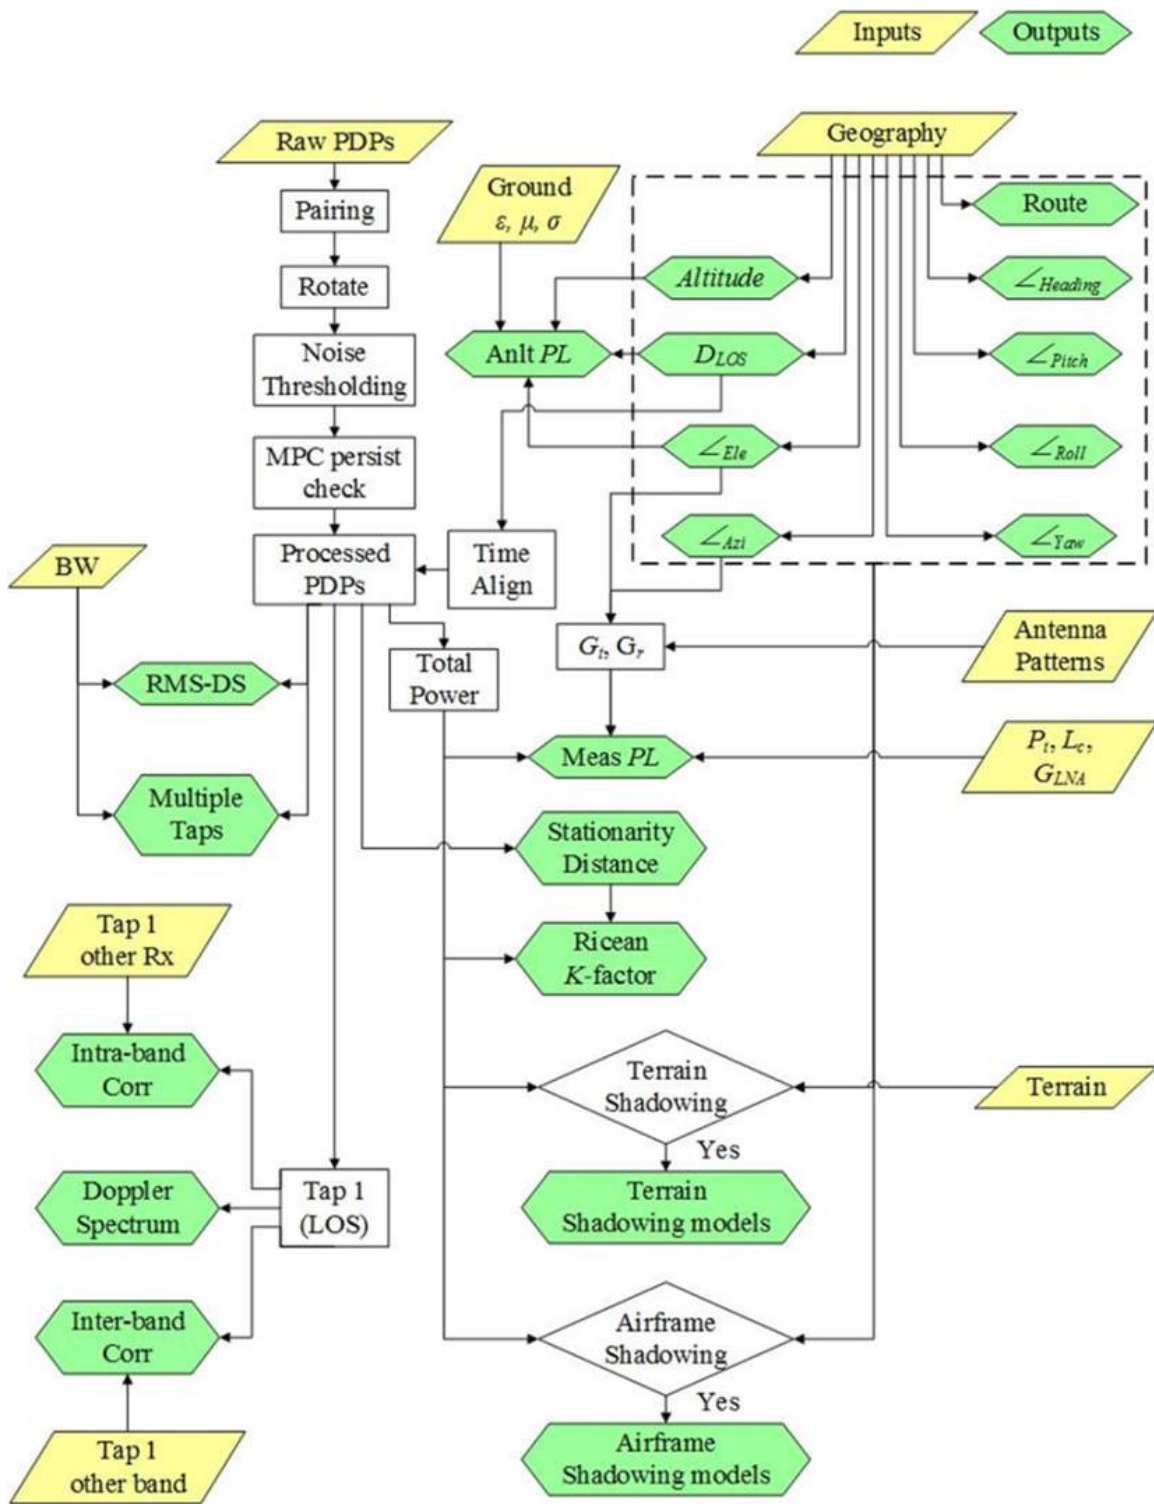 Inputs
Outputs
Raw PDPs
Geography
Ground
ε, μ, σ
Pairing
Route
Rotate
Altitude
∠Heading
Noise
Thresholding
Anlt PL
D_LOS
∠Pitch
MPC persist
check
∠Ele
∠Roll
BW
Processed
PDPs
Time
Align
∠Azi
∠Yaw
Gt, Gr
Antenna
Patterns
RMS-DS
Total
Power
Meas PL
Pt, Lc,
G_LNA
Multiple
Taps
Stationarity
Distance
Tap 1
other Rx
Ricean
K-factor
Intra-band
Corr
Terrain
Shadowing
Terrain
Yes
Doppler
Spectrum
Tap 1
(LOS)
Terrain
Shadowing models
Inter-band
Corr
Airframe
Shadowing
Yes
Tap 1
other band
Airframe
Shadowing models